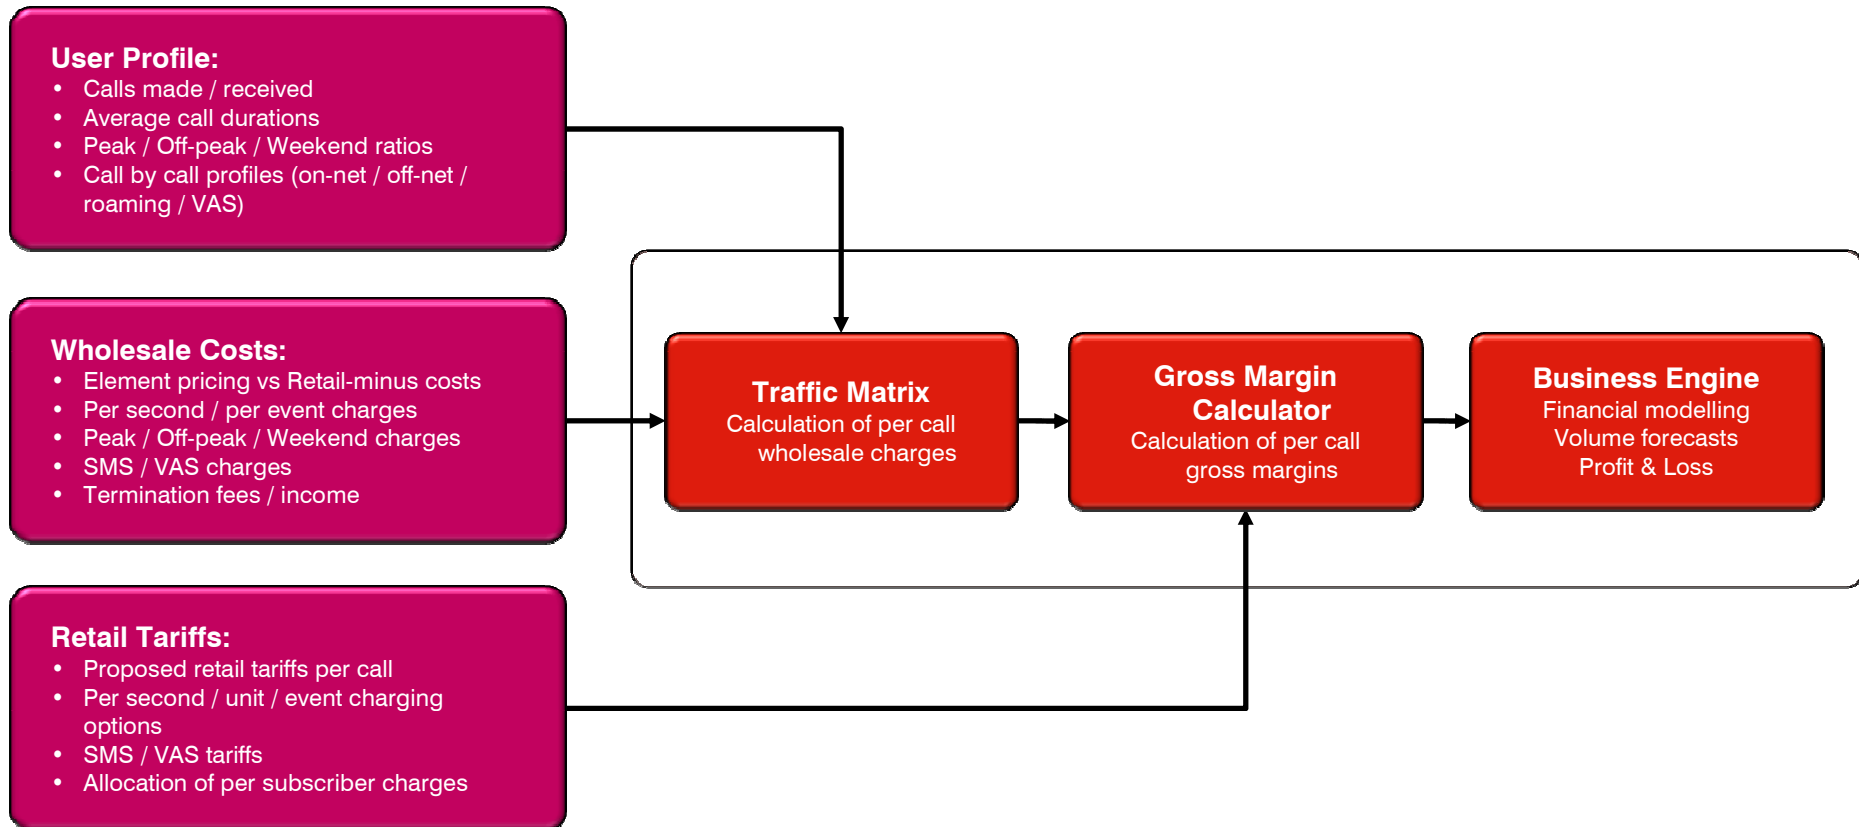 User Profile:
• Calls made / received
• Average call durations
• Peak / Off-peak / Weekend ratios
• Call by call profiles (on-net / off-net /
roaming / VAS)
Wholesale Costs:
• Element pricing vs Retail-minus costs
• Per second / per event charges
• Peak / Off-peak / Weekend charges
• SMS / VAS charges
• Termination fees / income
Traffic Matrix
Calculation of per call
wholesale charges
Gross Margin
Calculator
Calculation of per call
gross margins
Business Engine
Financial modelling
Volume forecasts
Profit & Loss
Retail Tariffs:
• Proposed retail tariffs per call
• Per second / unit / event charging
options
• SMS / VAS tariffs
• Allocation of per subscriber charges